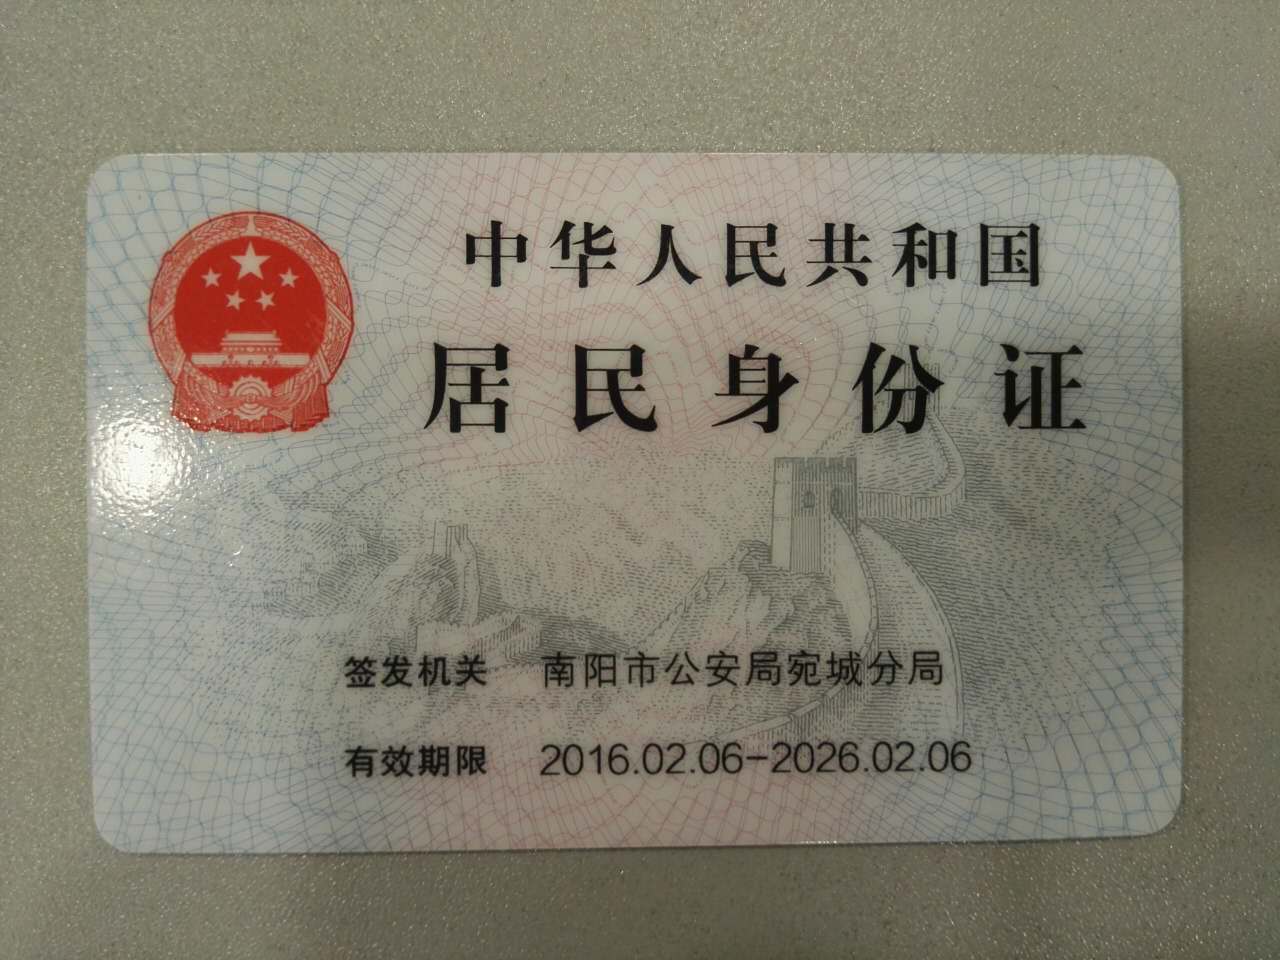 中华人民共和国
居民身份证
签发机关 南阳市公安局宛城分局
有效期限 2016.02.06-2026.02.06